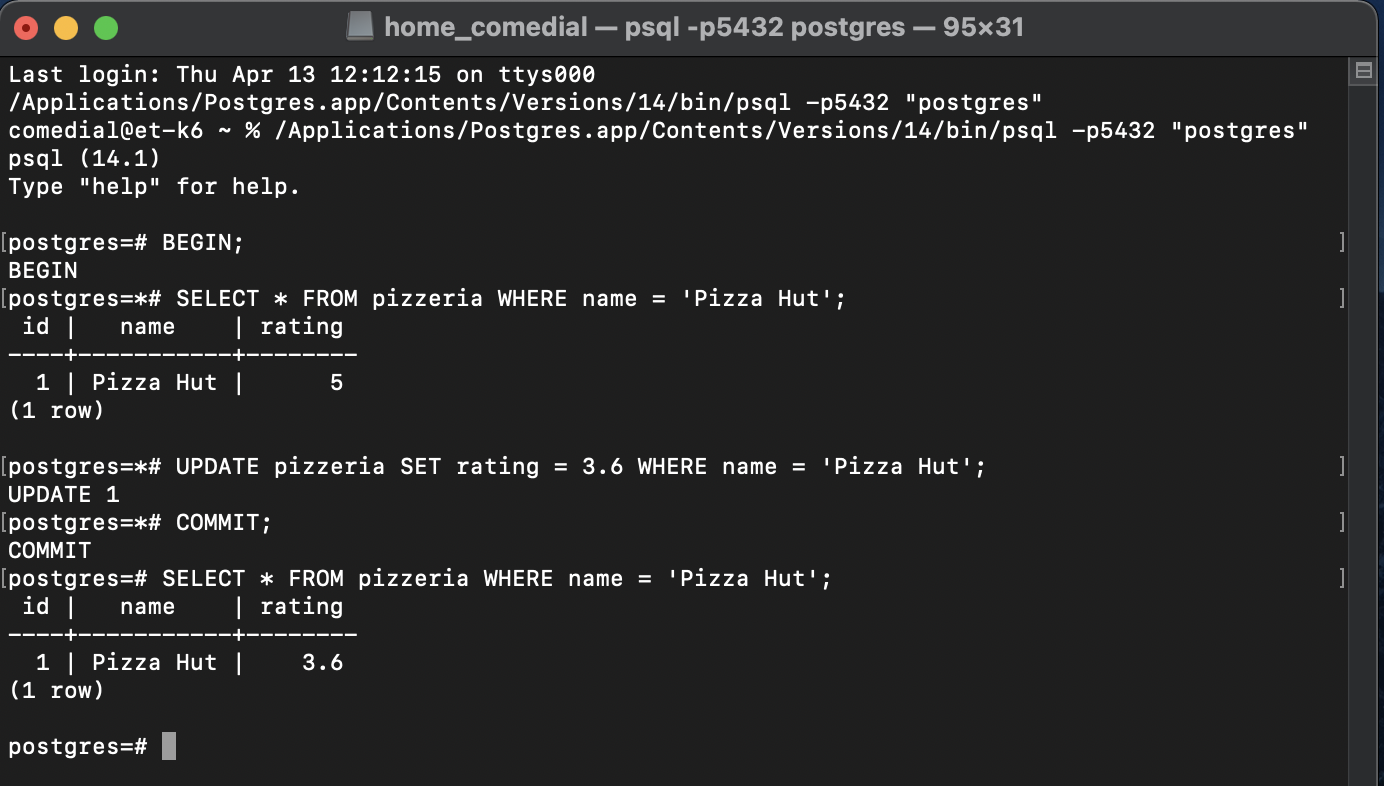 home_comedial — psql -p5432 postgres — 95×31
Last login: Thu Apr 13 12:12:15 on ttys000
/Applications/Postgres.app/Contents/Versions/14/bin/psql -p5432 "postgres"
comedial@et-k6 ~ % /Applications/Postgres.app/Contents/Versions/14/bin/psql -p5432 "postgres"
psql (14.1)
Type "help" for help.

[postgres=# BEGIN; ]
BEGIN
[postgres=*# SELECT * FROM pizzeria WHERE name = 'Pizza Hut'; ]
 id |   name    | rating
----+-----------+--------
  1 | Pizza Hut |      5
(1 row)

[postgres=*# UPDATE pizzeria SET rating = 3.6 WHERE name = 'Pizza Hut'; ]
UPDATE 1
[postgres=*# COMMIT; ]
COMMIT
[postgres=# SELECT * FROM pizzeria WHERE name = 'Pizza Hut'; ]
 id |   name    | rating
----+-----------+--------
  1 | Pizza Hut |    3.6
(1 row)

postgres=#